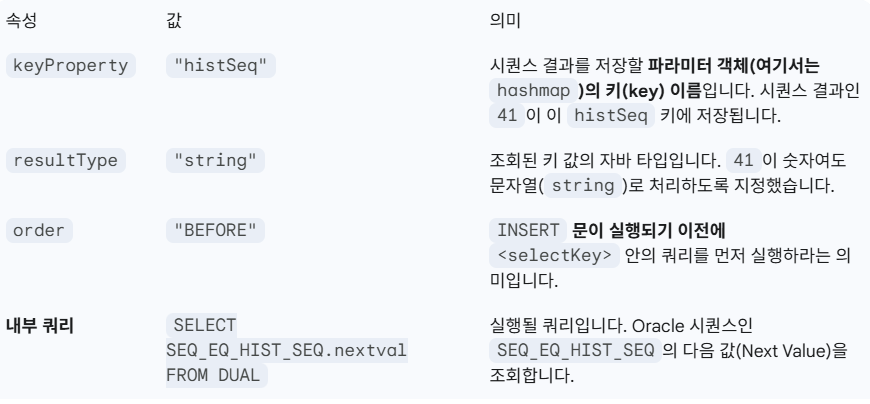 속성 값 의미
keyProperty "histSeq" 시퀀스 결과를 저장할 파라미터 객체(여기서는
hashmap )의 키(key) 이름입니다. 시퀀스 결과인
41 이 이 histSeq 키에 저장됩니다.
resultType "string" 조회된 키 값의 자바 타입입니다. 41 이 숫자여도
문자열( string )로 처리하도록 지정했습니다.
order "BEFORE" INSERT 문이 실행되기 이전에
<selectKey> 안의 쿼리를 먼저 실행하라는 의
미입니다.
내부 쿼리 SELECT 실행될 쿼리입니다. Oracle 시퀀스인
SEQ_EQ_HIST_SEQ.nextval SEQ_EQ_HIST_SEQ 의 다음 값(Next Value)을
FROM DUAL 조회합니다.